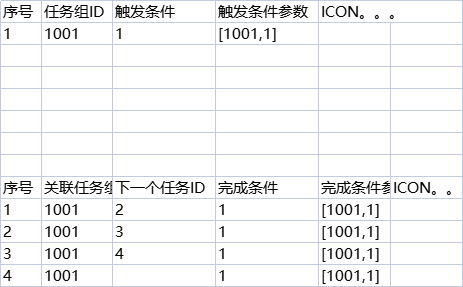 序号 任务组ID 触发条件 触发条件参数 ICON。。。
1 1001 1 [1001,1]
序号 关联任务组 下一个任务ID 完成条件 完成条件参 ICON。。
1 1001 2 1 [1001,1]
2 1001 3 1 [1001,1]
3 1001 4 1 [1001,1]
4 1001 1 [1001,1]